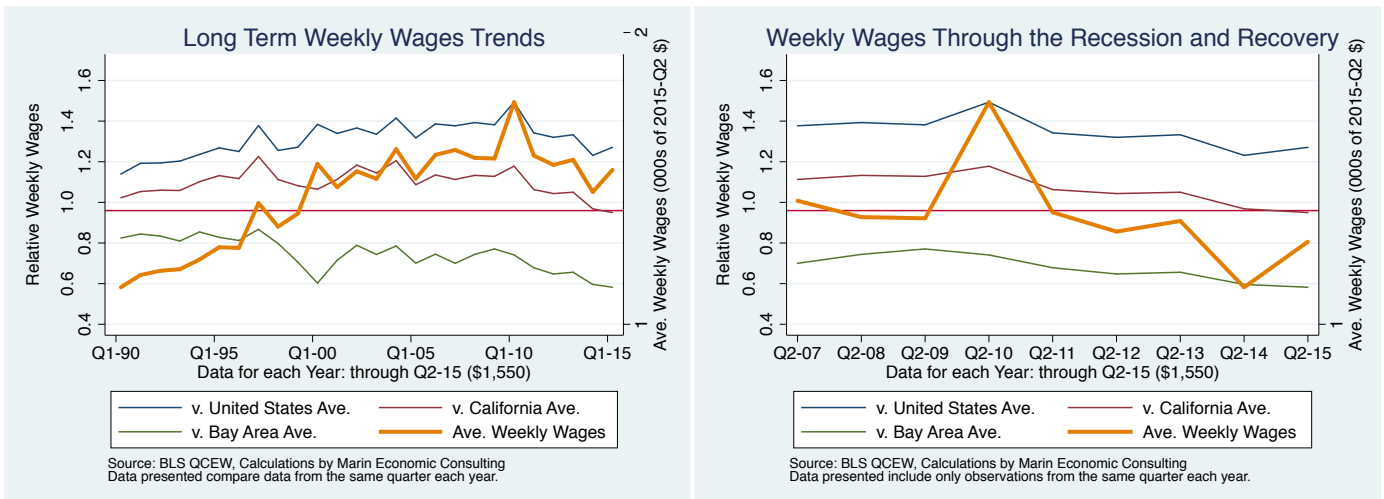 Long Term Weekly Wages Trends
Relative Weekly Wages
0.4 0.6 0.8 1.0 1.2 1.4 1.6
1 2
Ave. Weekly Wages (000s of 2015-Q2 $)
Q1-90 Q1-95 Q1-00 Q1-05 Q1-10 Q1-15
Data for each Year: through Q2-15 ($1,550)
v. United States Ave. v. California Ave.
v. Bay Area Ave. Ave. Weekly Wages
Source: BLS QCEW, Calculations by Marin Economic Consulting
Data presented compare data from the same quarter each year.
Weekly Wages Through the Recession and Recovery
Relative Weekly Wages
0.4 0.6 0.8 1.0 1.2 1.4 1.6
1
Ave. Weekly Wages (000s of 2015-Q2 $)
Q2-07 Q2-08 Q2-09 Q2-10 Q2-11 Q2-12 Q2-13 Q2-14 Q2-15
Data for each Year: through Q2-15 ($1,550)
v. United States Ave. v. California Ave.
v. Bay Area Ave. Ave. Weekly Wages
Source: BLS QCEW, Calculations by Marin Economic Consulting
Data presented include only observations from the same quarter each year.